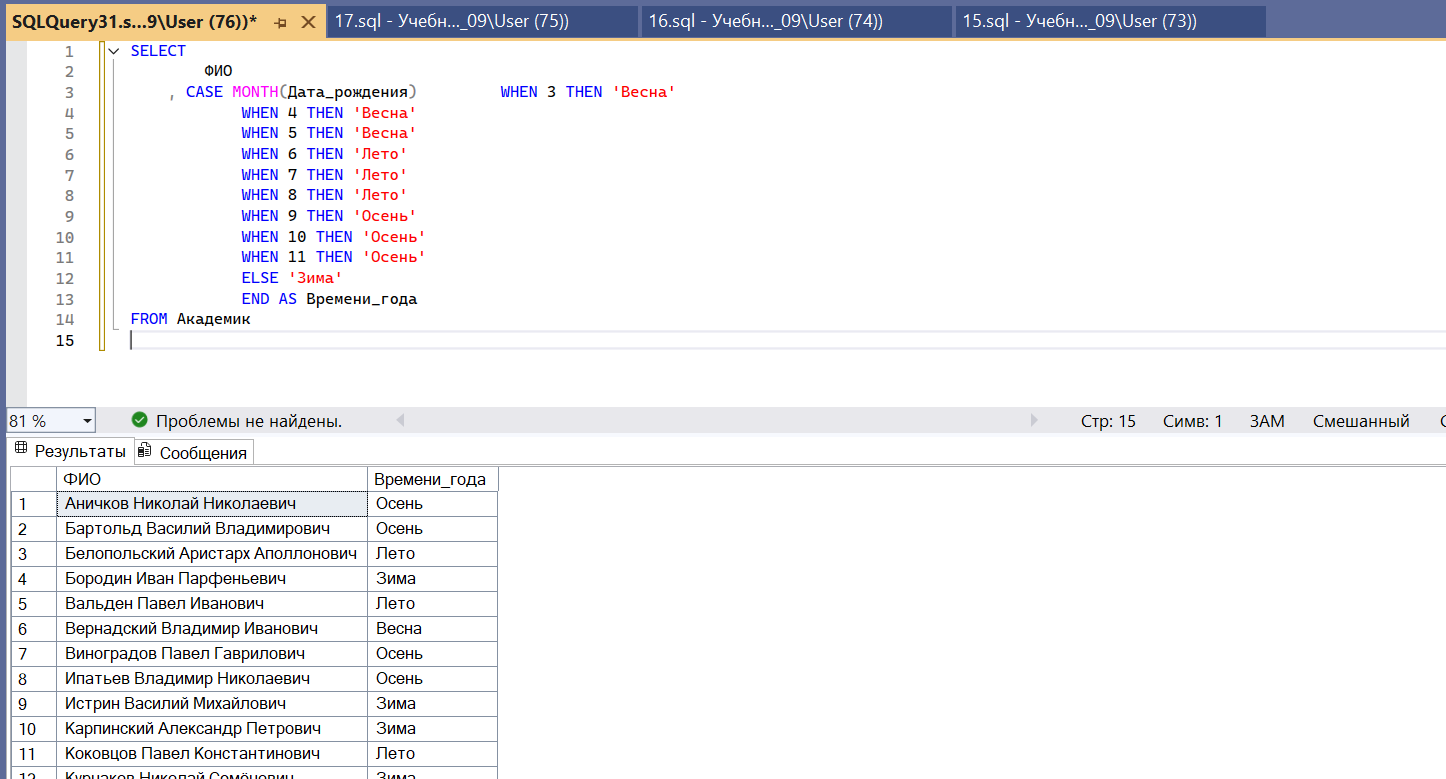 SQLQuery31.s...9\User (76))* 17.sql - Учебн..._09\User (75)) 16.sql - Учебн..._09\User (74)) 15.sql - Учебн..._09\User (73))
1 SELECT
2 ФИО
3 , CASE MONTH(Дата_рождения) WHEN 3 THEN 'Весна'
4 WHEN 4 THEN 'Весна'
5 WHEN 5 THEN 'Весна'
6 WHEN 6 THEN 'Лето'
7 WHEN 7 THEN 'Лето'
8 WHEN 8 THEN 'Лето'
9 WHEN 9 THEN 'Осень'
10 WHEN 10 THEN 'Осень'
11 WHEN 11 THEN 'Осень'
12 ELSE 'Зима'
13 END AS Времени_года
14 FROM Академик
15
81 % Проблемы не найдены. Стр: 15 Симв: 1 ЗАМ Смешанный
Результаты Сообщения
ФИО Времени_года
1 Аничков Николай Николаевич Осень
2 Бартольд Василий Владимирович Осень
3 Белопольский Аристарх Аполлонович Лето
4 Бородин Иван Парфеньевич Зима
5 Вальден Павел Иванович Лето
6 Вернадский Владимир Иванович Весна
7 Виноградов Павел Гаврилович Осень
8 Ипатьев Владимир Николаевич Осень
9 Истрин Василий Михайлович Зима
10 Карпинский Александр Петрович Зима
11 Коковцов Павел Константинович Лето
12 Курнаков Николай Семёнович Зима